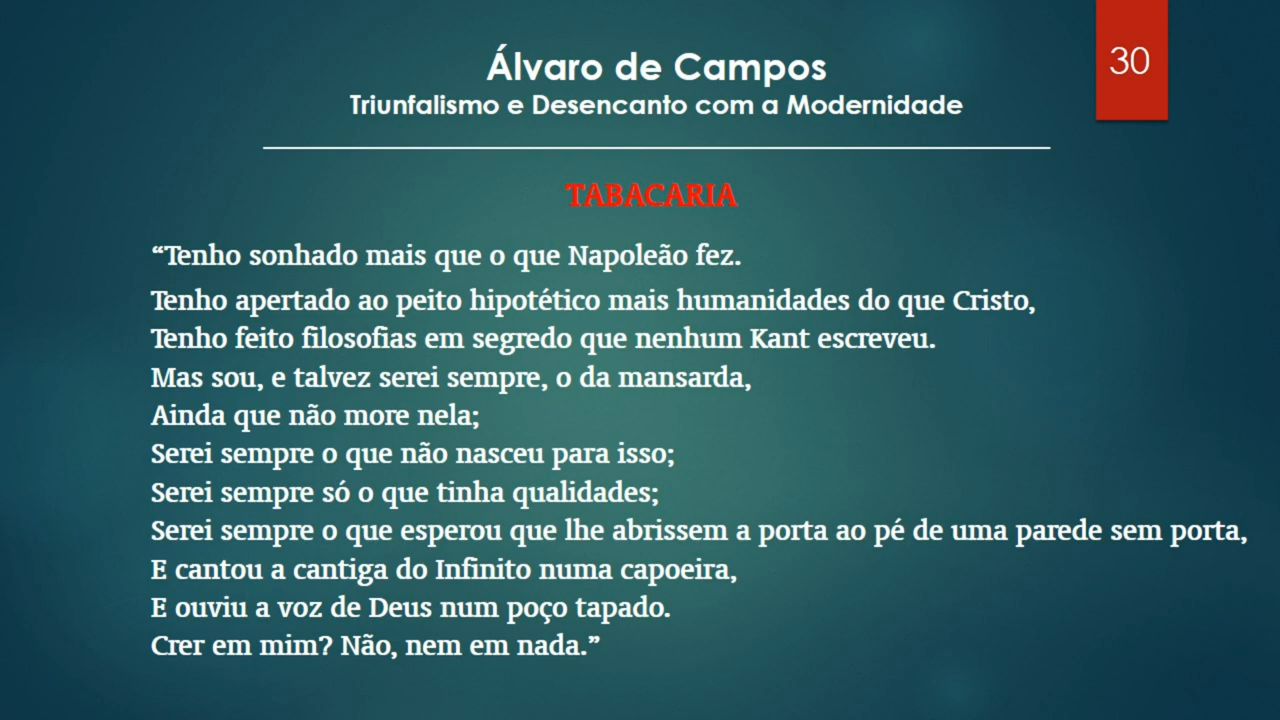 Álvaro de Campos
30
Triunfalismo e Desencanto com a Modernidade
TABACARIA
“Tenho sonhado mais que o que Napoleão fez.
Tenho apertado ao peito hipotético mais humanidades do que Cristo,
Tenho feito filosofias em segredo que nenhum Kant escreveu.
Mas sou, e talvez serei sempre, o da mansarda,
Ainda que não more nela;
Serei sempre o que não nasceu para isso;
Serei sempre só o que tinha qualidades;
Serei sempre o que esperou que lhe abrissem a porta ao pé de uma parede sem porta,
E cantou a cantiga do Infinito numa capoeira,
E ouviu a voz de Deus num poço tapado.
Crer em mim? Não, nem em nada.”